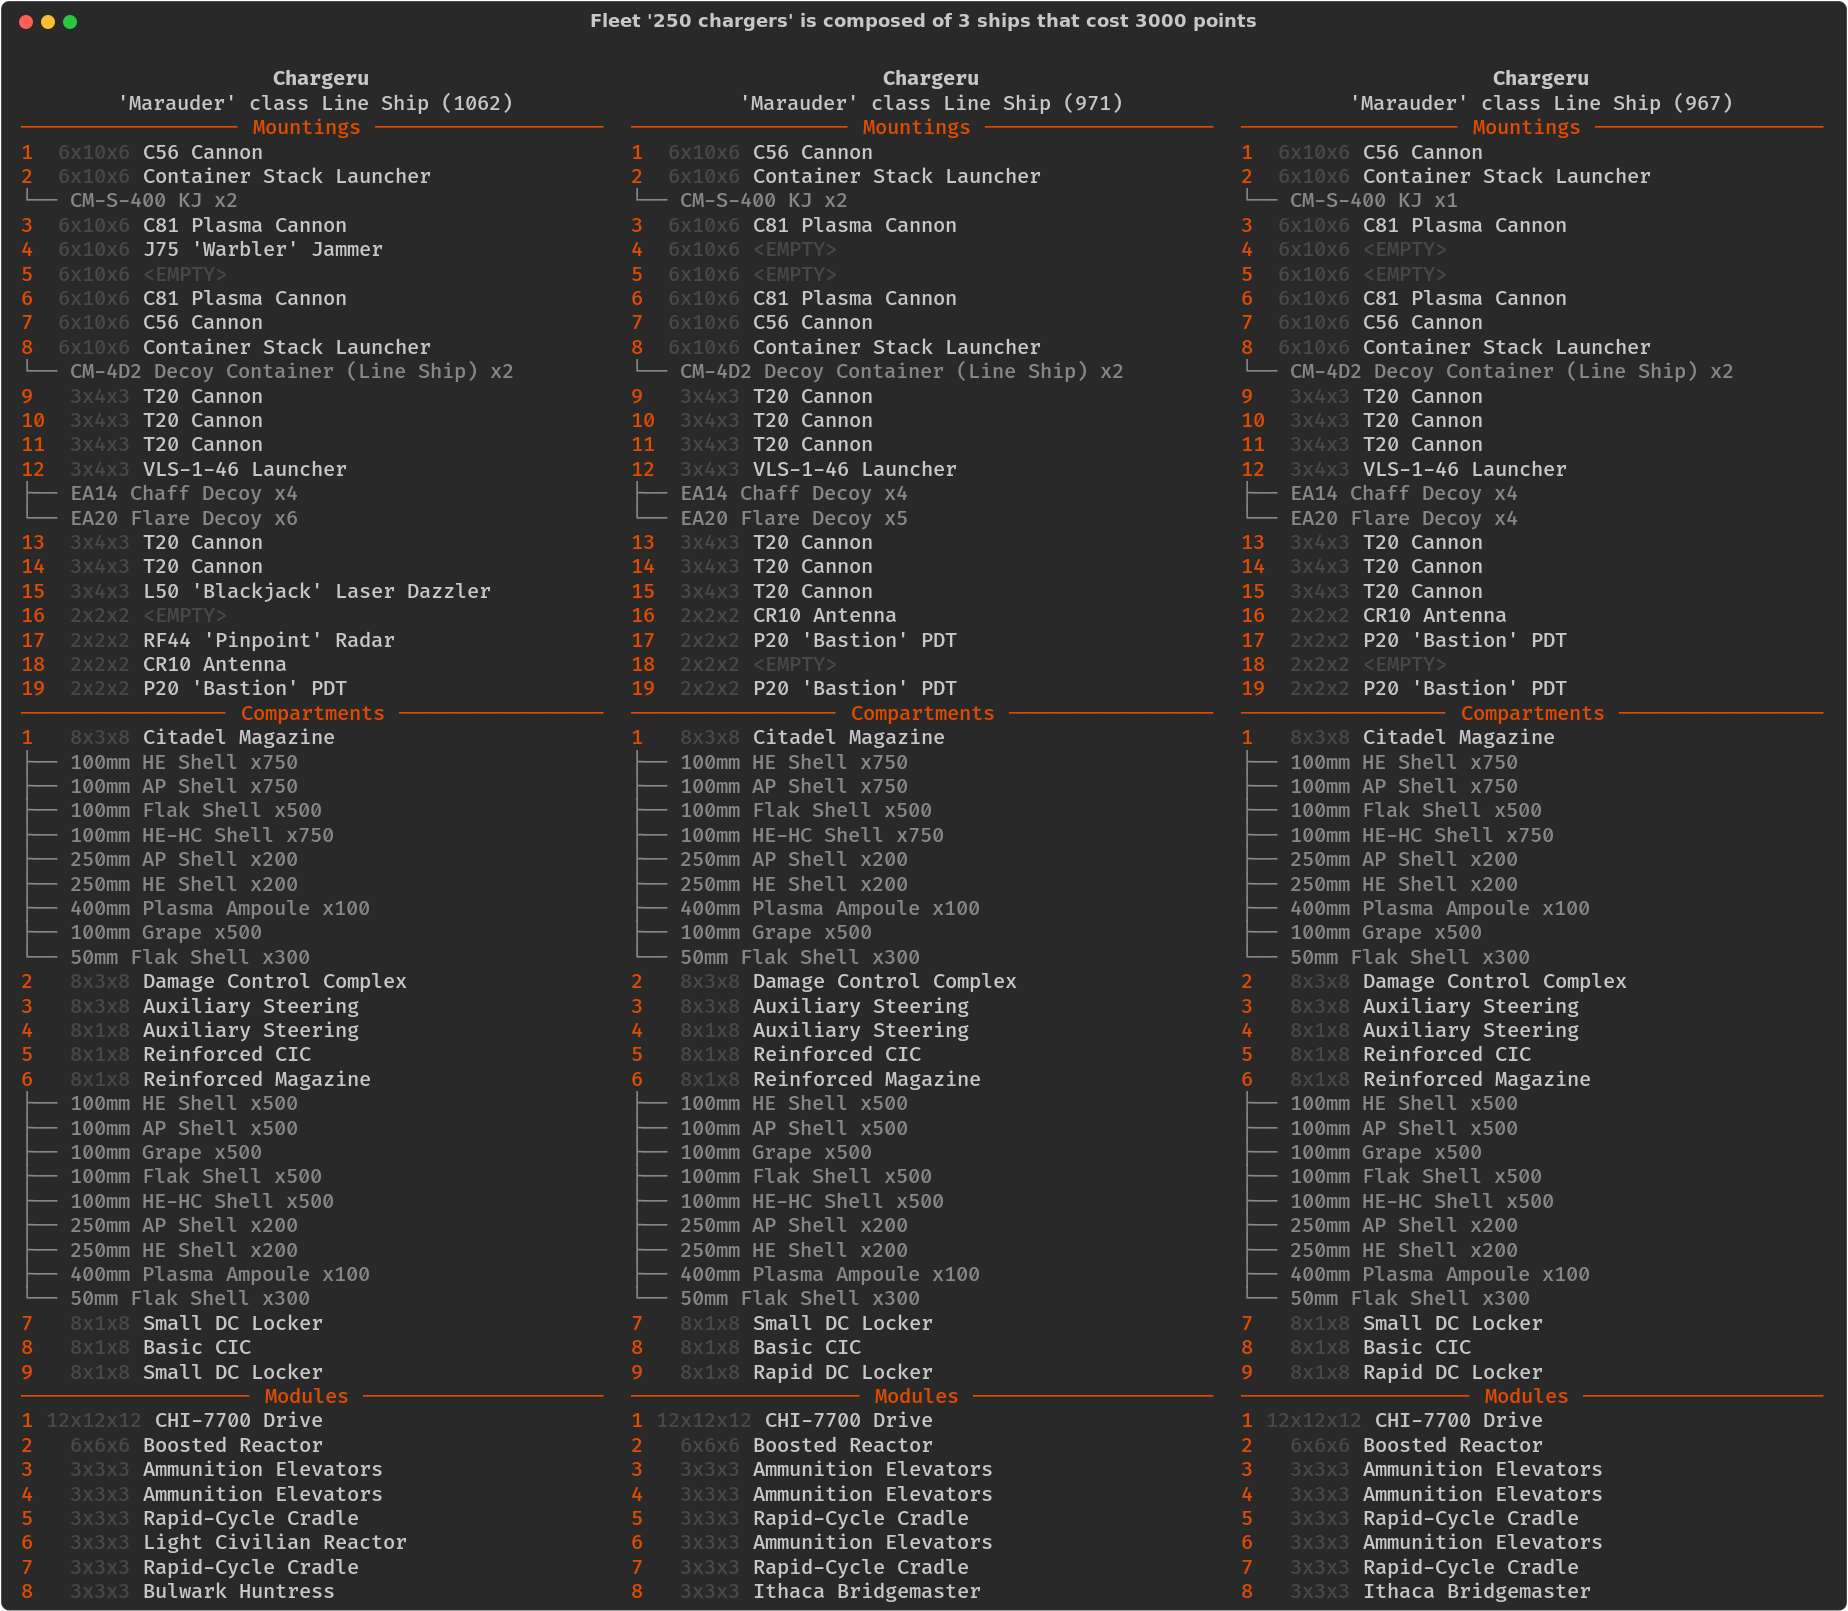 Fleet '250 chargers' is composed of 3 ships that cost 3000 points
Chargeru
'Marauder' class Line Ship (1062)
Mountings
1 6x10x6 C56 Cannon
2 6x10x6 Container Stack Launcher
CM-S-400 KJ x2
3 6x10x6 C81 Plasma Cannon
4 6x10x6 J75 'Warbler' Jammer
5 6x10x6 <EMPTY>
6 6x10x6 C81 Plasma Cannon
7 6x10x6 C56 Cannon
8 6x10x6 Container Stack Launcher
CM-4D2 Decoy Container (Line Ship) x2
9 3x4x3 T20 Cannon
10 3x4x3 T20 Cannon
11 3x4x3 T20 Cannon
12 3x4x3 VLS-1-46 Launcher
EA14 Chaff Decoy x4
EA20 Flare Decoy x6
13 3x4x3 T20 Cannon
14 3x4x3 T20 Cannon
15 3x4x3 L50 'Blackjack' Laser Dazzler
16 2x2x2 <EMPTY>
17 2x2x2 RF44 'Pinpoint' Radar
18 2x2x2 CR10 Antenna
19 2x2x2 P20 'Bastion' PDT
Compartments
1 8x3x8 Citadel Magazine
100mm HE Shell x750
100mm AP Shell x750
100mm Flak Shell x500
100mm HE-HC Shell x750
250mm AP Shell x200
250mm HE Shell x200
400mm Plasma Ampoule x100
100mm Grape x500
50mm Flak Shell x300
2 8x3x8 Damage Control Complex
3 8x3x8 Auxiliary Steering
4 8x1x8 Auxiliary Steering
5 8x1x8 Reinforced CIC
6 8x1x8 Reinforced Magazine
100mm HE Shell x500
100mm AP Shell x500
100mm Grape x500
100mm Flak Shell x500
100mm HE-HC Shell x500
250mm AP Shell x200
250mm HE Shell x200
400mm Plasma Ampoule x100
50mm Flak Shell x300
7 8x1x8 Small DC Locker
8 8x1x8 Basic CIC
9 8x1x8 Small DC Locker
Modules
1 12x12x12 CHI-7700 Drive
2 6x6x6 Boosted Reactor
3 3x3x3 Ammunition Elevators
4 3x3x3 Ammunition Elevators
5 3x3x3 Rapid-Cycle Cradle
6 3x3x3 Light Civilian Reactor
7 3x3x3 Rapid-Cycle Cradle
8 3x3x3 Bulwark Huntress
Chargeru
'Marauder' class Line Ship (971)
Mountings
1 6x10x6 C56 Cannon
2 6x10x6 Container Stack Launcher
CM-S-400 KJ x2
3 6x10x6 C81 Plasma Cannon
4 6x10x6 <EMPTY>
5 6x10x6 <EMPTY>
6 6x10x6 C81 Plasma Cannon
7 6x10x6 C56 Cannon
8 6x10x6 Container Stack Launcher
CM-4D2 Decoy Container (Line Ship) x2
9 3x4x3 T20 Cannon
10 3x4x3 T20 Cannon
11 3x4x3 T20 Cannon
12 3x4x3 VLS-1-46 Launcher
EA14 Chaff Decoy x4
EA20 Flare Decoy x5
13 3x4x3 T20 Cannon
14 3x4x3 T20 Cannon
15 3x4x3 T20 Cannon
16 2x2x2 CR10 Antenna
17 2x2x2 P20 'Bastion' PDT
18 2x2x2 <EMPTY>
19 2x2x2 P20 'Bastion' PDT
Compartments
1 8x3x8 Citadel Magazine
100mm HE Shell x750
100mm AP Shell x750
100mm Flak Shell x500
100mm HE-HC Shell x750
250mm AP Shell x200
250mm HE Shell x200
400mm Plasma Ampoule x100
100mm Grape x500
50mm Flak Shell x300
2 8x3x8 Damage Control Complex
3 8x3x8 Auxiliary Steering
4 8x1x8 Auxiliary Steering
5 8x1x8 Reinforced CIC
6 8x1x8 Reinforced Magazine
100mm HE Shell x500
100mm AP Shell x500
100mm Grape x500
100mm Flak Shell x500
100mm HE-HC Shell x500
250mm AP Shell x200
250mm HE Shell x200
400mm Plasma Ampoule x100
50mm Flak Shell x300
7 8x1x8 Small DC Locker
8 8x1x8 Basic CIC
9 8x1x8 Rapid DC Locker
Modules
1 12x12x12 CHI-7700 Drive
2 6x6x6 Boosted Reactor
3 3x3x3 Ammunition Elevators
4 3x3x3 Ammunition Elevators
5 3x3x3 Rapid-Cycle Cradle
6 3x3x3 Ammunition Elevators
7 3x3x3 Rapid-Cycle Cradle
8 3x3x3 Ithaca Bridgemaster
Chargeru
'Marauder' class Line Ship (967)
Mountings
1 6x10x6 C56 Cannon
2 6x10x6 Container Stack Launcher
CM-S-400 KJ x1
3 6x10x6 C81 Plasma Cannon
4 6x10x6 <EMPTY>
5 6x10x6 <EMPTY>
6 6x10x6 C81 Plasma Cannon
7 6x10x6 C56 Cannon
8 6x10x6 Container Stack Launcher
CM-4D2 Decoy Container (Line Ship) x2
9 3x4x3 T20 Cannon
10 3x4x3 T20 Cannon
11 3x4x3 T20 Cannon
12 3x4x3 VLS-1-46 Launcher
EA14 Chaff Decoy x4
EA20 Flare Decoy x4
13 3x4x3 T20 Cannon
14 3x4x3 T20 Cannon
15 3x4x3 T20 Cannon
16 2x2x2 CR10 Antenna
17 2x2x2 P20 'Bastion' PDT
18 2x2x2 <EMPTY>
19 2x2x2 P20 'Bastion' PDT
Compartments
1 8x3x8 Citadel Magazine
100mm HE Shell x750
100mm AP Shell x750
100mm Flak Shell x500
100mm HE-HC Shell x750
250mm AP Shell x200
250mm HE Shell x200
400mm Plasma Ampoule x100
100mm Grape x500
50mm Flak Shell x300
2 8x3x8 Damage Control Complex
3 8x3x8 Auxiliary Steering
4 8x1x8 Auxiliary Steering
5 8x1x8 Reinforced CIC
6 8x1x8 Reinforced Magazine
100mm HE Shell x500
100mm AP Shell x500
100mm Grape x500
100mm Flak Shell x500
100mm HE-HC Shell x500
250mm AP Shell x200
250mm HE Shell x200
400mm Plasma Ampoule x100
50mm Flak Shell x300
7 8x1x8 Small DC Locker
8 8x1x8 Basic CIC
9 8x1x8 Rapid DC Locker
Modules
1 12x12x12 CHI-7700 Drive
2 6x6x6 Boosted Reactor
3 3x3x3 Ammunition Elevators
4 3x3x3 Ammunition Elevators
5 3x3x3 Rapid-Cycle Cradle
6 3x3x3 Ammunition Elevators
7 3x3x3 Rapid-Cycle Cradle
8 3x3x3 Ithaca Bridgemaster